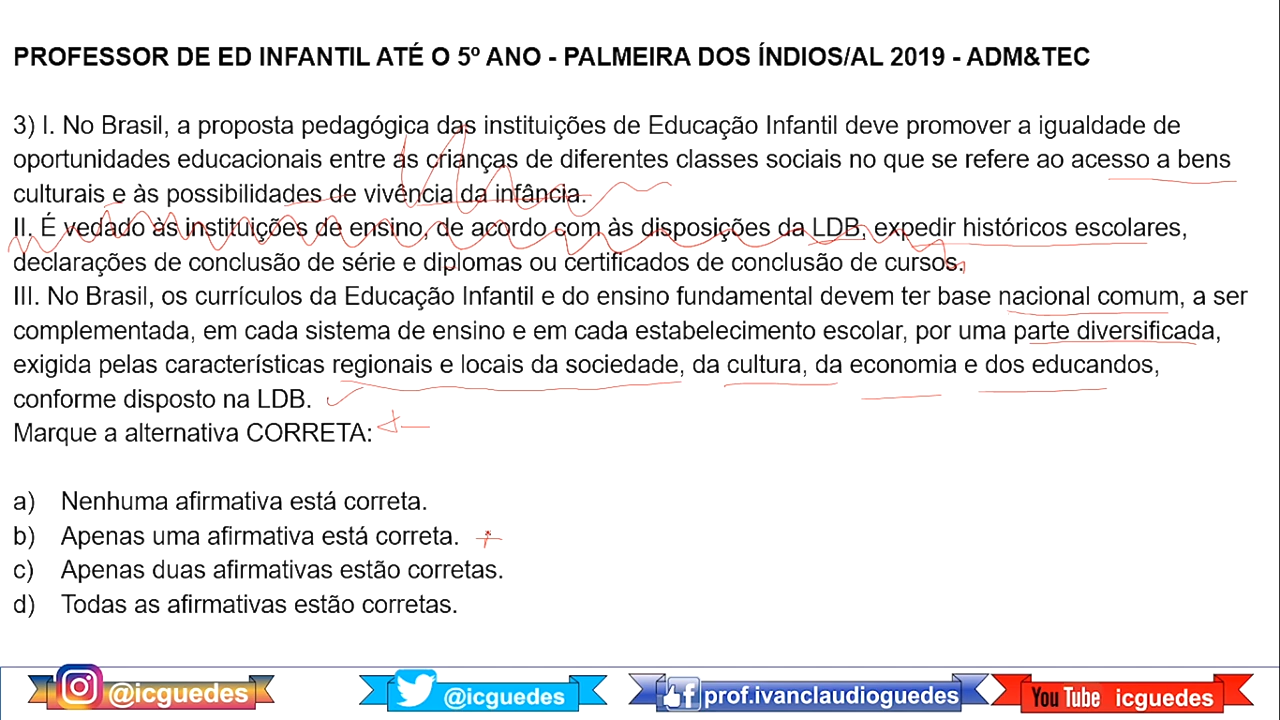 PROFESSOR DE ED INFANTIL ATÉ O 5º ANO - PALMEIRA DOS ÍNDIOS/AL 2019 - ADM&TEC
3) I. No Brasil, a proposta pedagógica das instituições de Educação Infantil deve promover a igualdade de
oportunidades educacionais entre as crianças de diferentes classes sociais no que se refere ao acesso a bens
culturais e às possibilidades de vivência da infância.
II. É vedado às instituições de ensino, de acordo com às disposições da LDB, expedir históricos escolares,
declarações de conclusão de série e diplomas ou certificados de conclusão de cursos.
III. No Brasil, os currículos da Educação Infantil e do ensino fundamental devem ter base nacional comum, a ser
complementada, em cada sistema de ensino e em cada estabelecimento escolar, por uma parte diversificada,
exigida pelas características regionais e locais da sociedade, da cultura, da economia e dos educandos,
conforme disposto na LDB.
Marque a alternativa CORRETA:
a) Nenhuma afirmativa está correta.
b) Apenas uma afirmativa está correta.
c) Apenas duas afirmativas estão corretas.
d) Todas as afirmativas estão corretas.
@icguedes @icguedes prof.ivanclaudioguedes You Tube icguedes